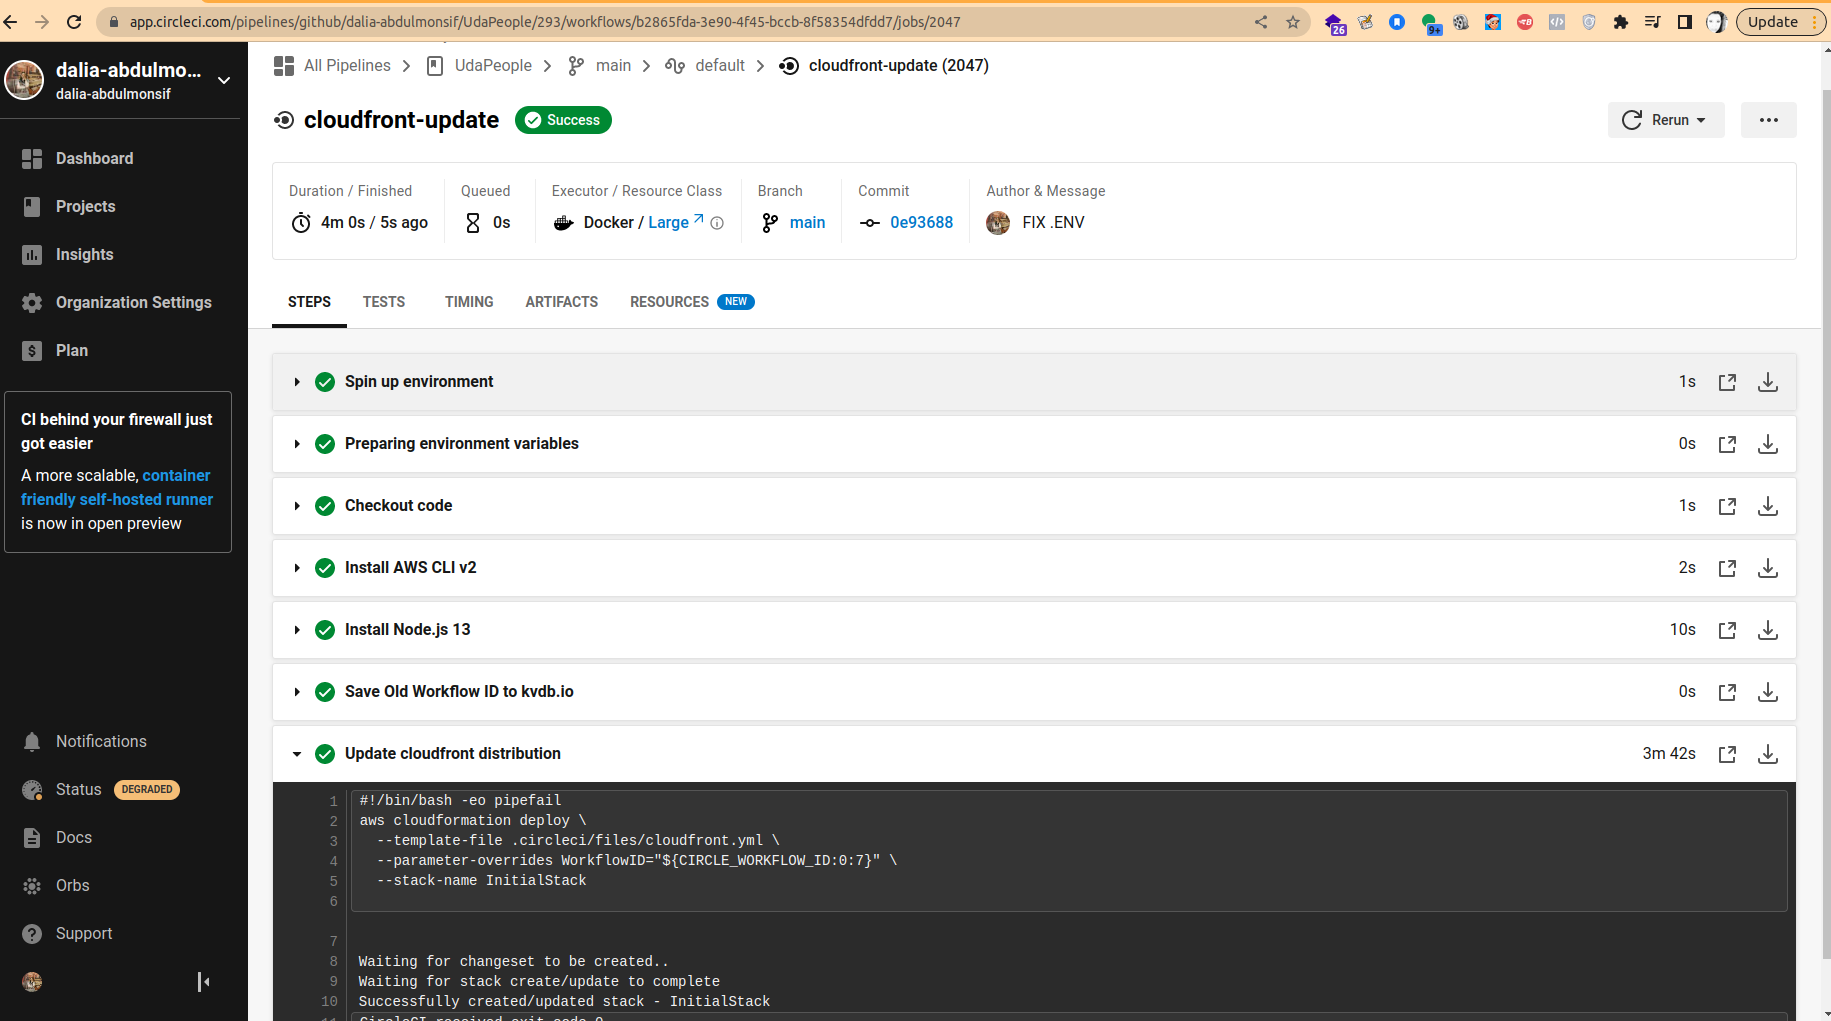 app.circleci.com/pipelines/github/dalia-abdulmonsif/UdaPeople/293/workflows/b2865fda-3e90-4f45-bccb-8f58354dfdd7/jobs/2047
26
9+
Update
dalia-abdulmo...
dalia-abdulmonsif
Dashboard
Projects
Insights
Organization Settings
Plan
CI behind your firewall just
got easier
A more scalable, container
friendly self-hosted runner
is now in open preview
Notifications
Status DEGRADED
Docs
Orbs
Support
All Pipelines
UdaPeople
main
default
cloudfront-update (2047)
cloudfront-update
Success
Rerun
Duration / Finished
4m 0s / 5s ago
Queued
0s
Executor / Resource Class
Docker / Large
Branch
main
Commit
0e93688
Author & Message
FIX .ENV
STEPS
TESTS
TIMING
ARTIFACTS
RESOURCES NEW
Spin up environment 1s
Preparing environment variables 0s
Checkout code 1s
Install AWS CLI v2 2s
Install Node.js 13 10s
Save Old Workflow ID to kvdb.io 0s
Update cloudfront distribution 3m 42s
1 #!/bin/bash -eo pipefail
2 aws cloudformation deploy \
3 --template-file .circleci/files/cloudfront.yml \
4 --parameter-overrides WorkflowID="${CIRCLE_WORKFLOW_ID:0:7}" \
5 --stack-name InitialStack
6
7
8 Waiting for changeset to be created..
9 Waiting for stack create/update to complete
10 Successfully created/updated stack - InitialStack
11 CircleCI received exit code 0